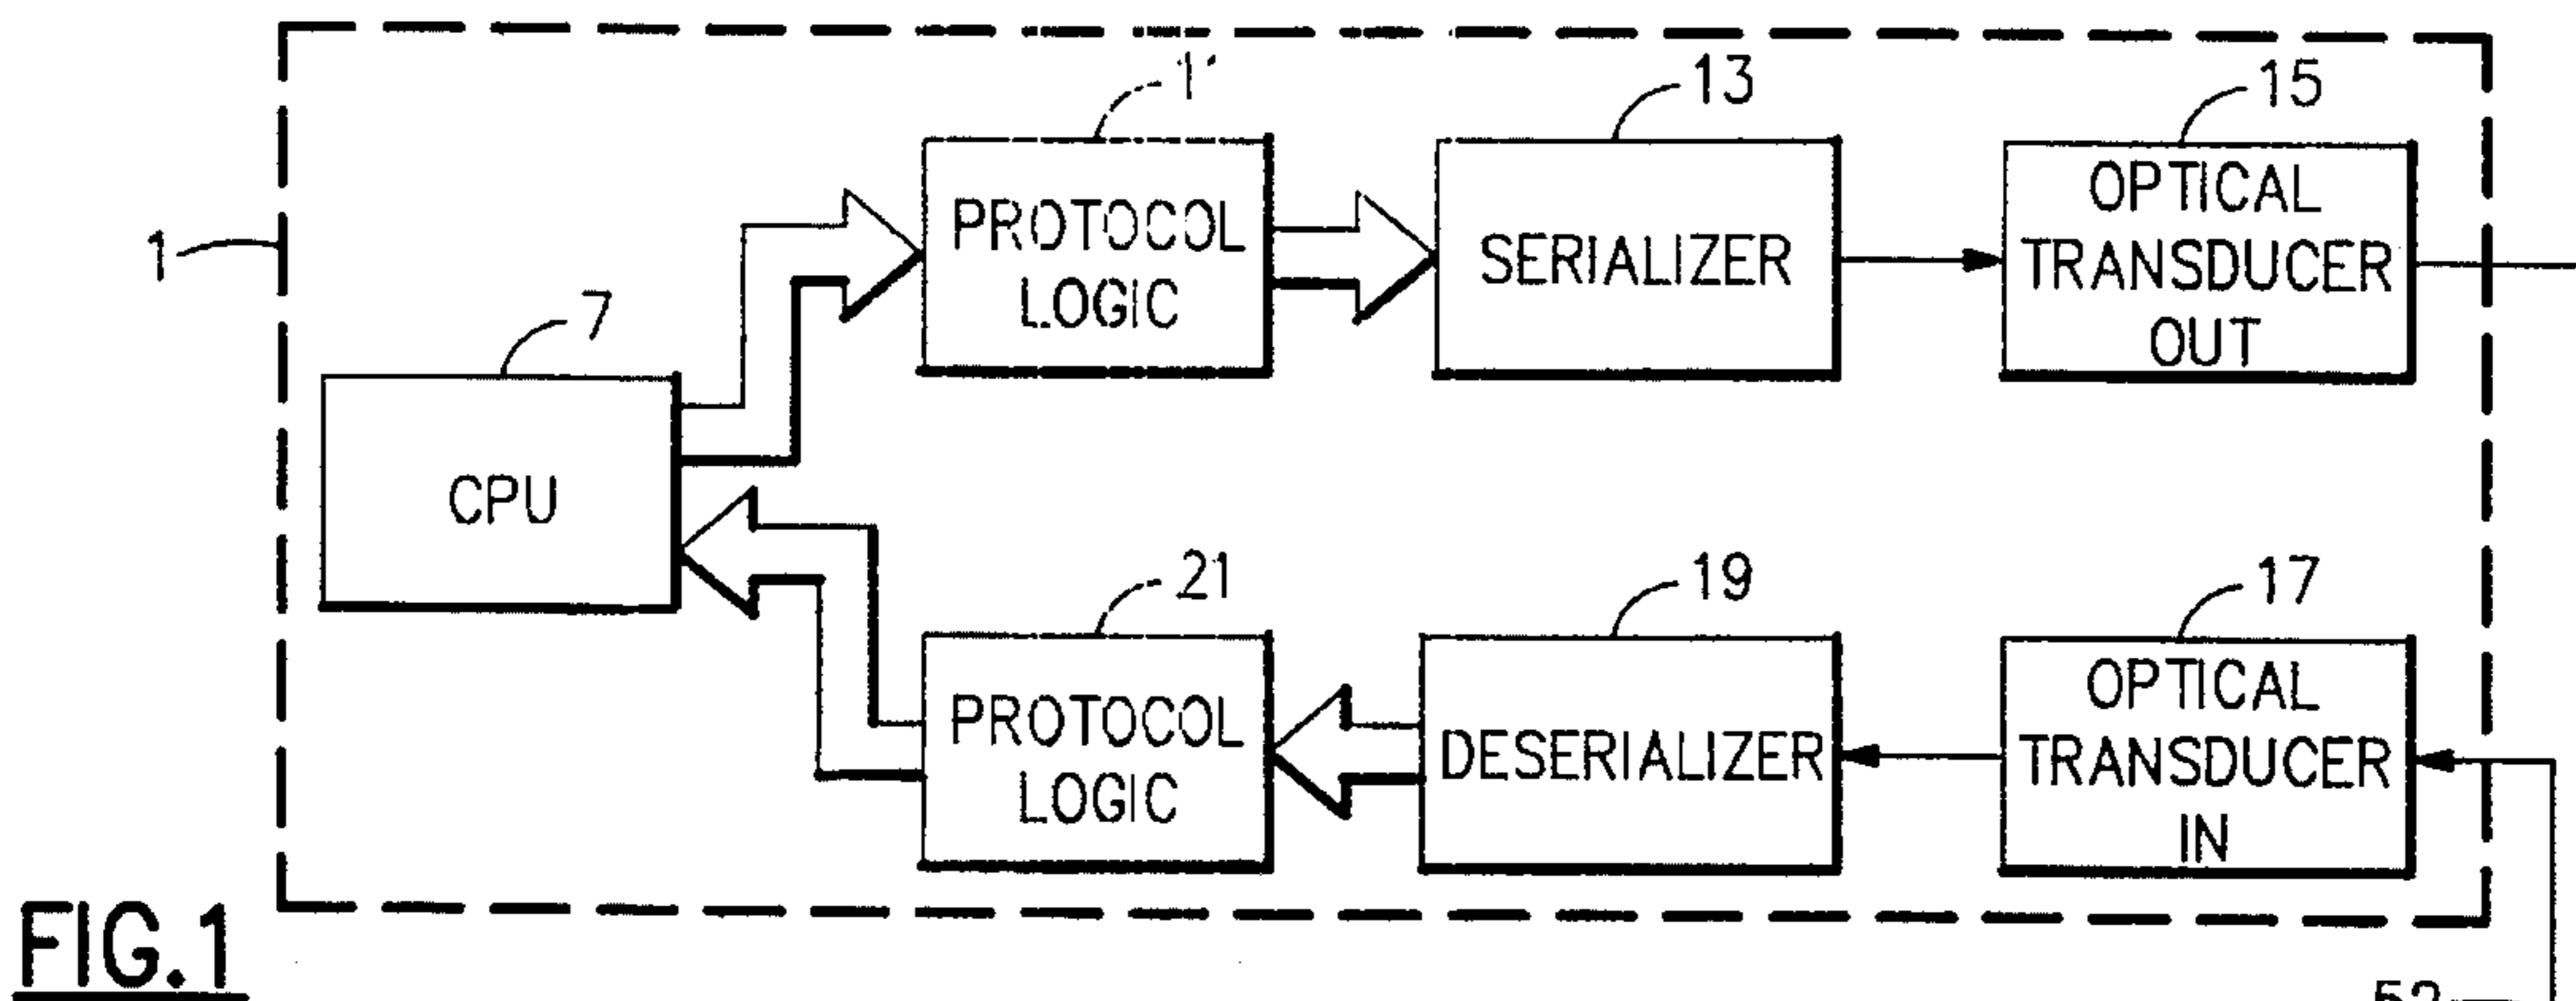 13
15
1
PROTOCOL
LOGIC
SERIALIZER
OPTICAL
TRANSDUCER
OUT
7
CPU
21
19
17
PROTOCOL
LOGIC
DESERIALIZER
OPTICAL
TRANSDUCER
IN
FIG.1